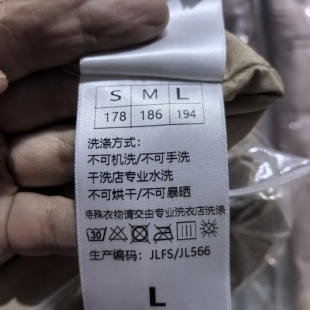 S M L
178 186 194
洗涤方式：
不可机洗/不可手洗
干洗店专业水洗
不可烘干/不可暴晒
特殊衣物请交由专业洗衣店洗涤
30
生产编码：JLFS/JL566
L